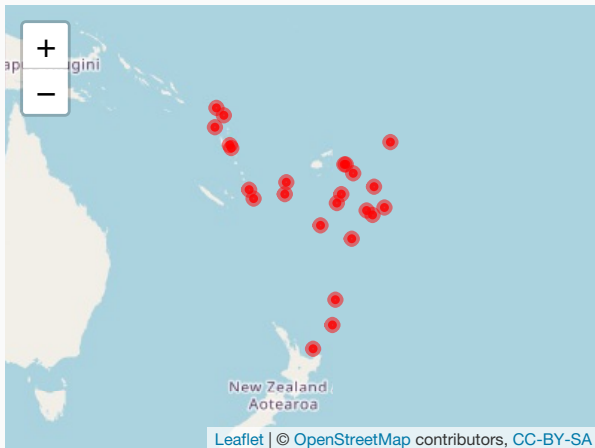 +
−
New Zealand
Aotearoa
Leaflet | © OpenStreetMap contributors, CC-BY-SA